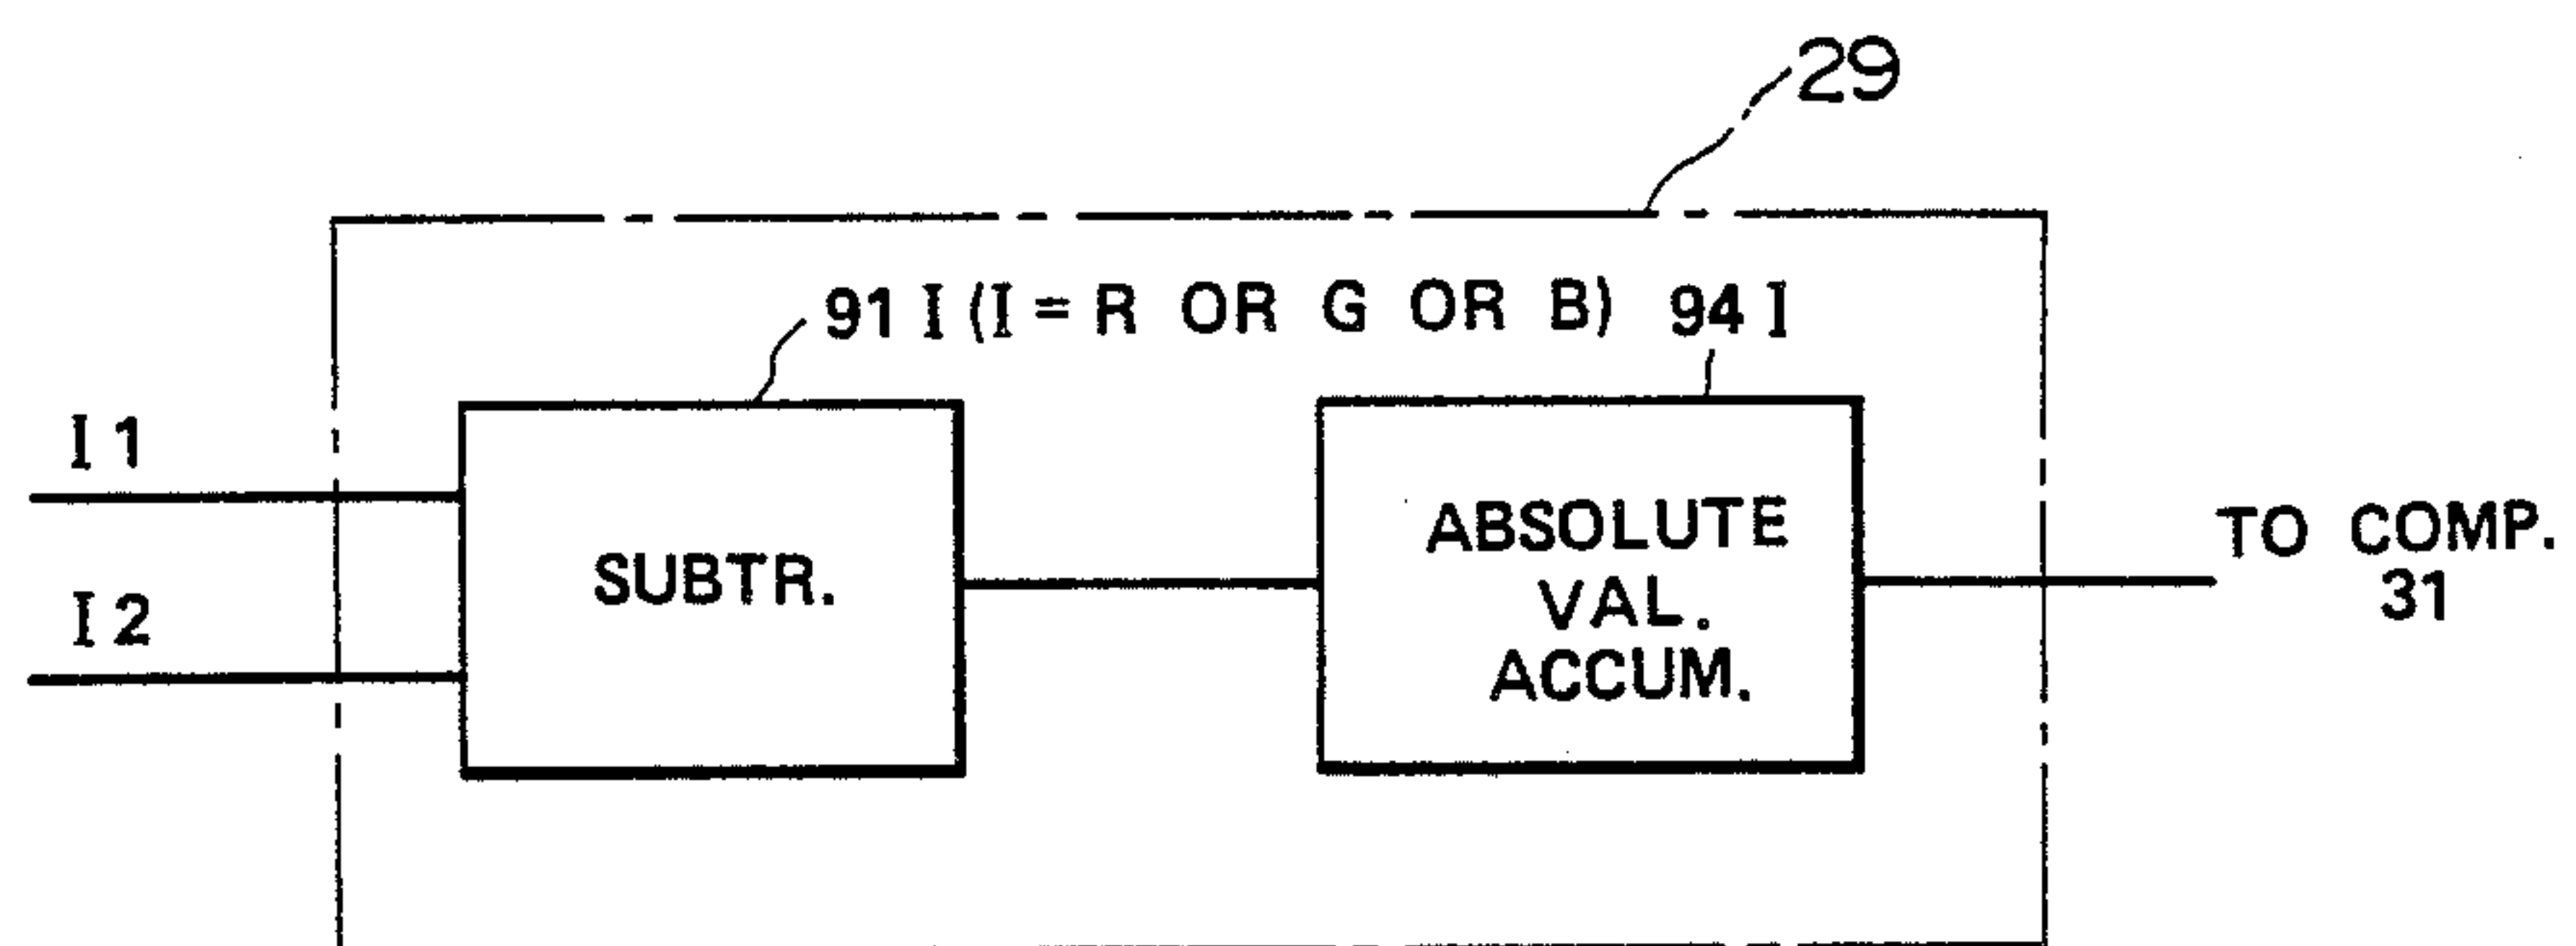 29
91 I (I = R OR G OR B)
94 I
I 1
I 2
SUBTR.
ABSOLUTE
VAL.
ACCUM.
TO COMP.
31